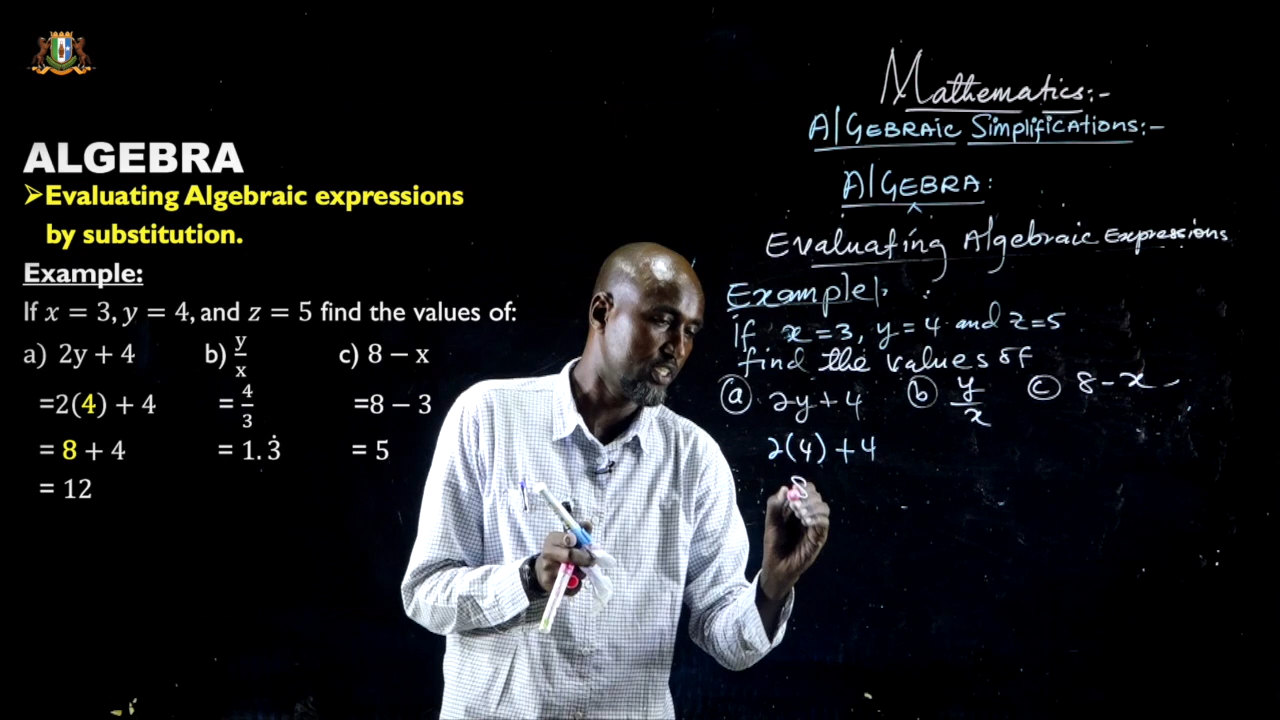 ALGEBRA
➢Evaluating Algebraic expressions
by substitution.
Example:
If x = 3, y = 4, and z = 5 find the values of:
a) 2y + 4 b) y/x c) 8 − x
=2(4) + 4 = 4/3 =8 − 3
= 8 + 4 = 1.3̇ = 5
= 12
Mathematics:-
AlGEBRAic Simplifications:-
AlGEBRA:
Evaluating Algebraic Expressions
Example1:
If x=3, y=4 and z=5
find the values of
(a) 2y+4 (b) y/x (c) 8-x
2(4)+4
8